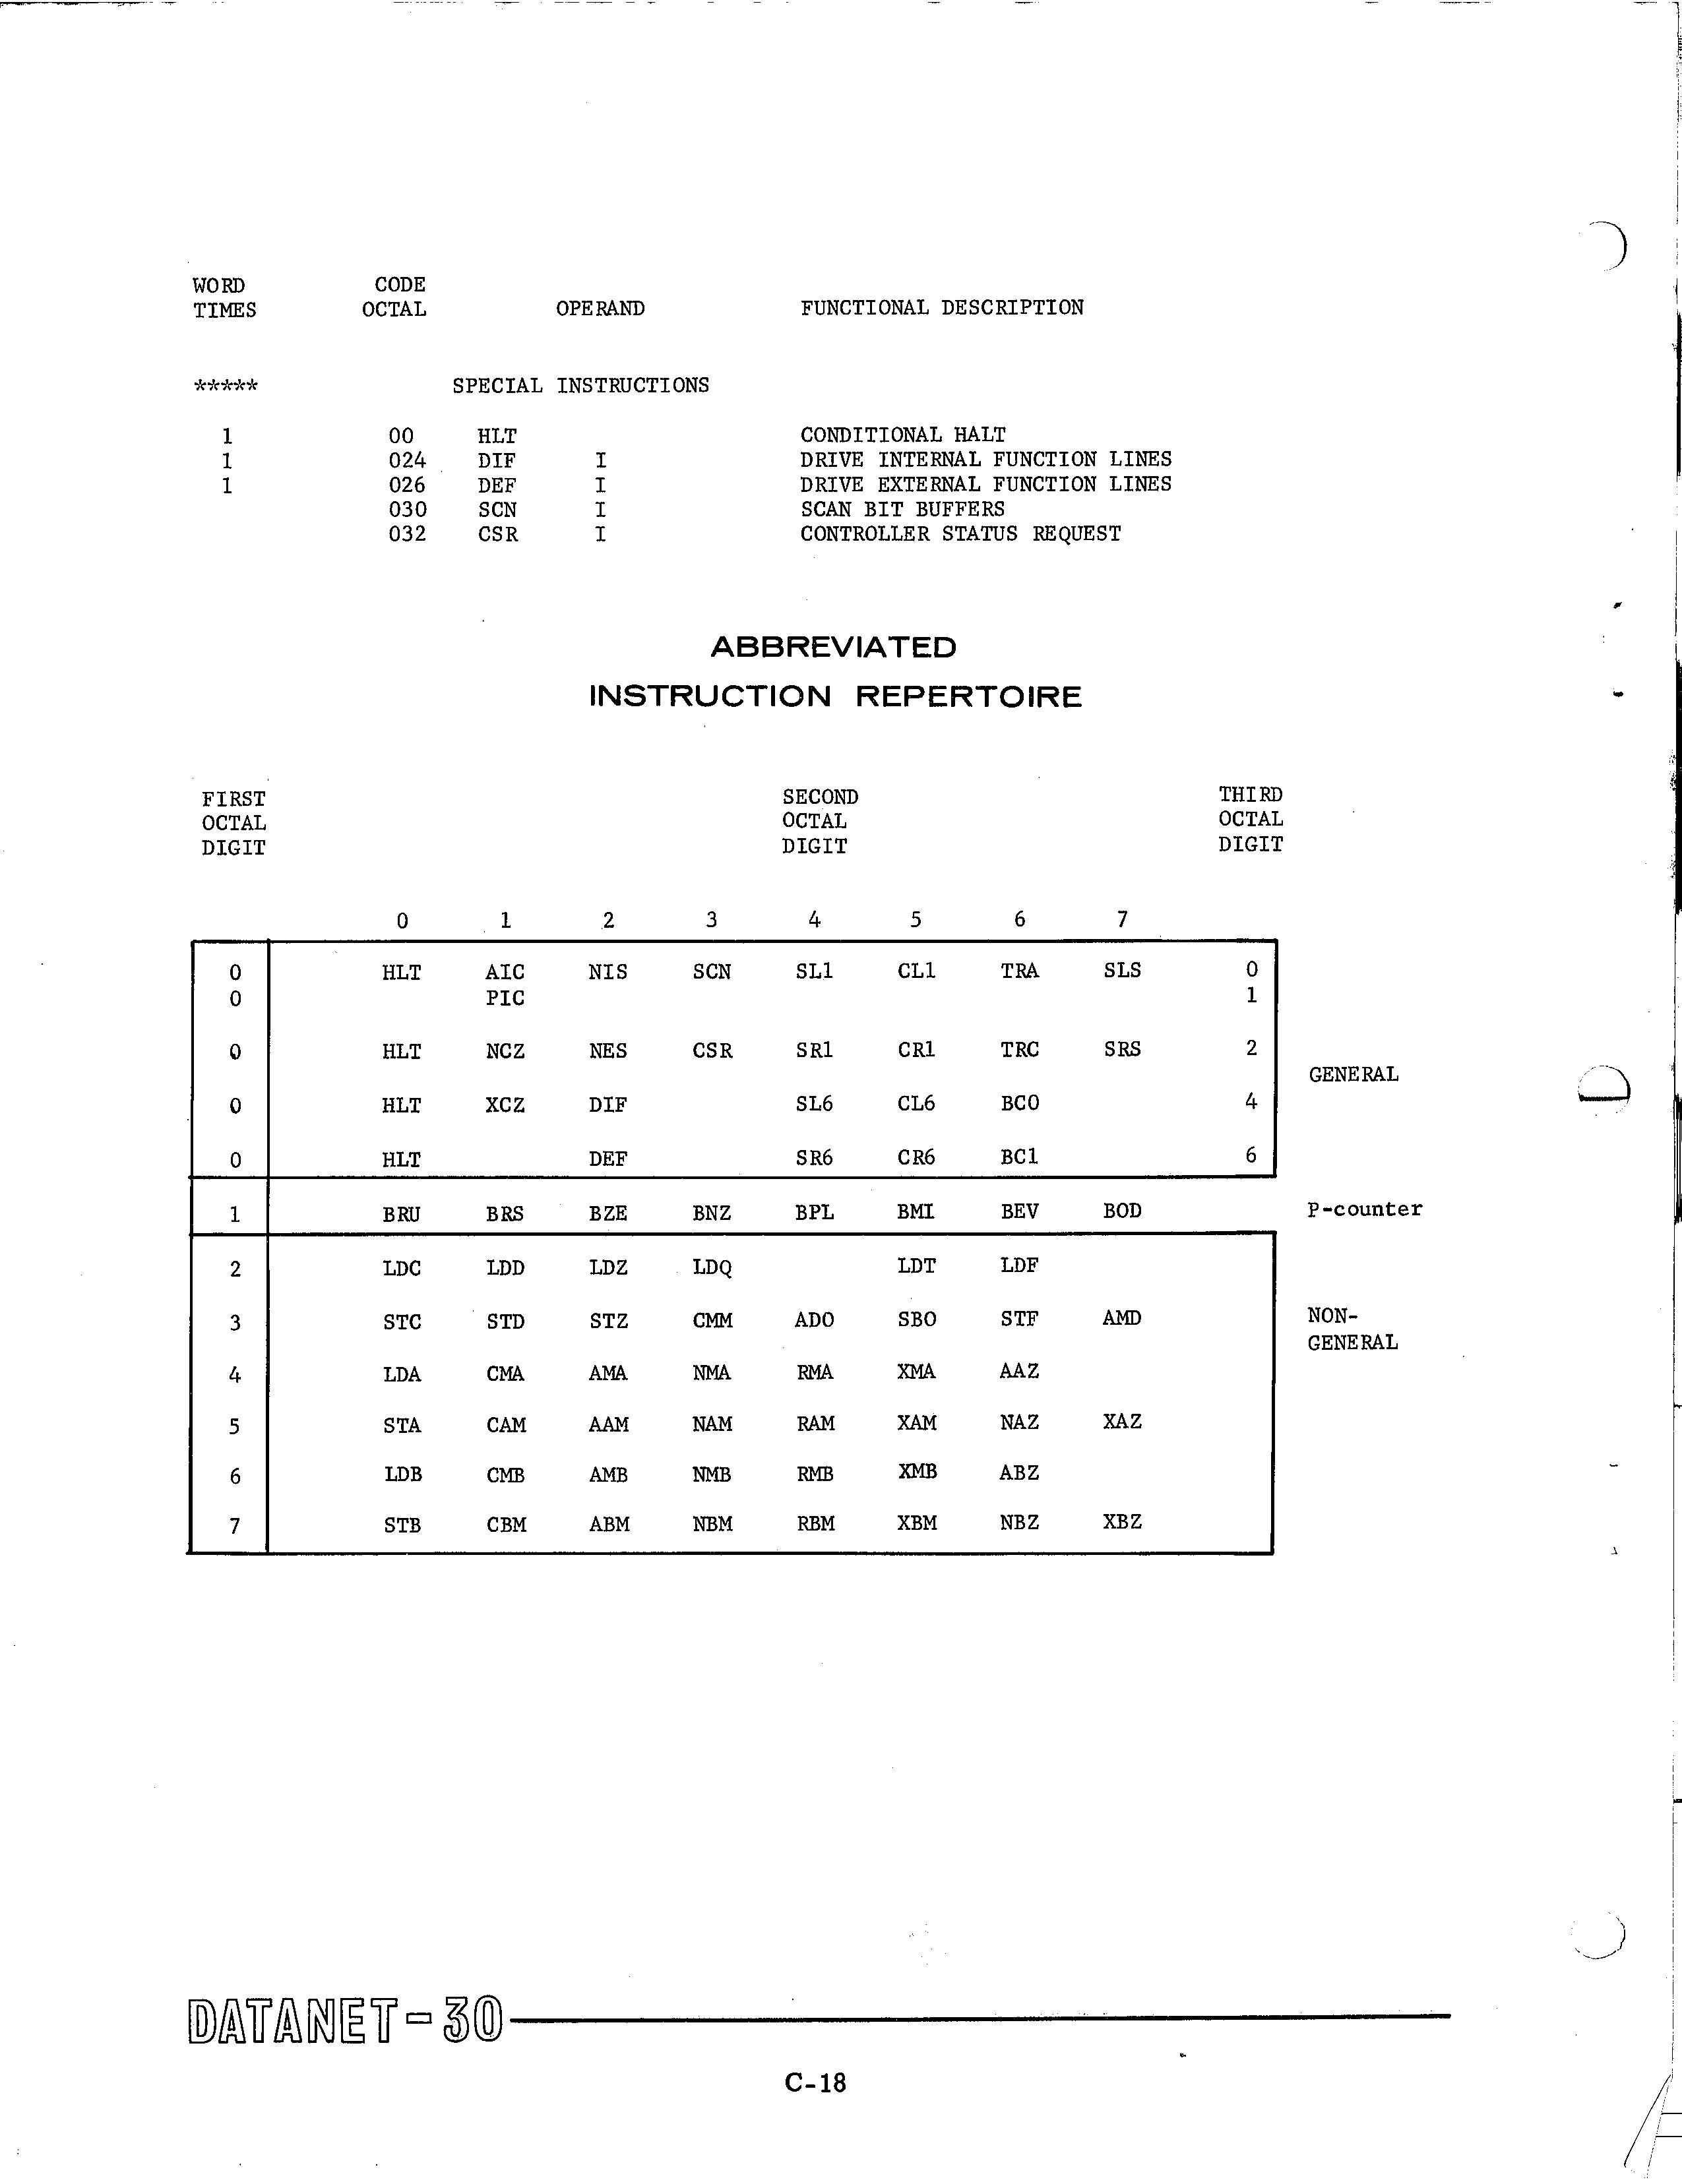 WORD CODE
TIMES OCTAL OPERAND FUNCTIONAL DESCRIPTION
***** SPECIAL INSTRUCTIONS
1 00 HLT CONDITIONAL HALT
1 024 DIF I DRIVE INTERNAL FUNCTION LINES
1 026 DEF I DRIVE EXTERNAL FUNCTION LINES
030 SCN I SCAN BIT BUFFERS
032 CSR I CONTROLLER STATUS REQUEST
ABBREVIATED
INSTRUCTION REPERTOIRE
FIRST SECOND THIRD
OCTAL OCTAL OCTAL
DIGIT DIGIT DIGIT
0 1 2 3 4 5 6 7
0 HLT AIC NIS SCN SL1 CL1 TRA SLS 0
0 PIC 1
0 HLT NCZ NES CSR SR1 CR1 TRC SRS 2
GENERAL
0 HLT XCZ DIF SL6 CL6 BCO 4
0 HLT DEF SR6 CR6 BC1 6
1 BRU BRS BZE BNZ BPL BMI BEV BOD P-counter
2 LDC LDD LDZ LDQ LDT LDF
3 STC STD STZ CMM ADO SBO STF AMD NON-
GENERAL
4 LDA CMA AMA NMA RMA XMA AAZ
5 STA CAM AAM NAM RAM XAM NAZ XAZ
6 LDB CMB AMB NMB RMB XMB ABZ
7 STB CBM ABM NBM RBM XBM NBZ XBZ
DATANET-30
C-18